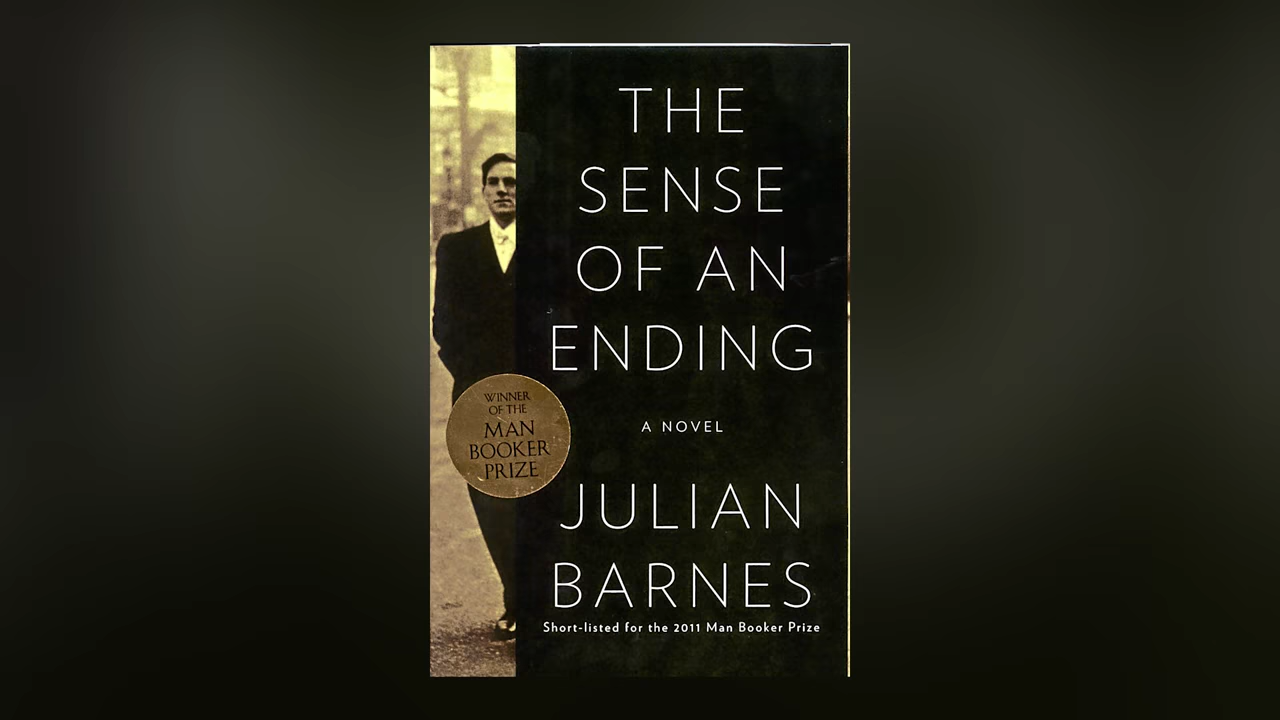 THE
SENSE
OF AN
ENDING
A NOVEL
WINNER
OF THE
MAN
BOOKER
PRIZE
JULIAN
BARNES
Short-listed for the 2011 Man Booker Prize